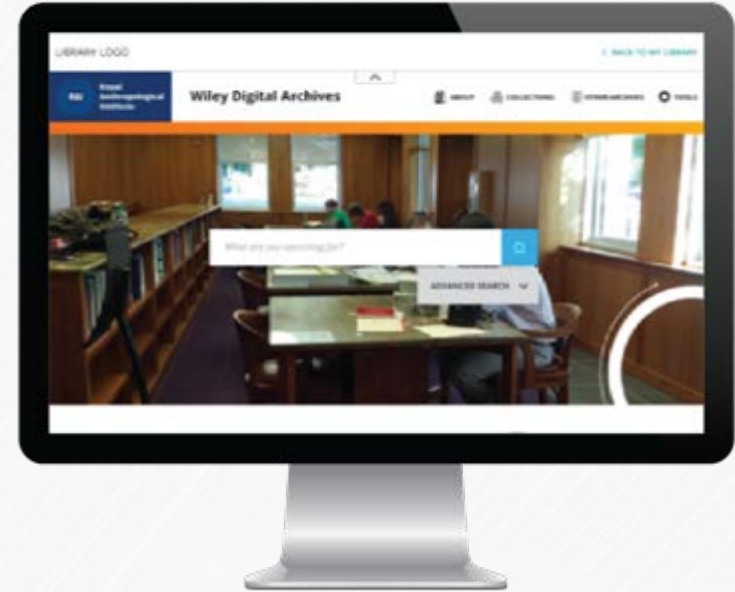 LIBRARY LOGO
< BACK TO MY LIBRARY
RAI Royal Anthropological Institute
Wiley Digital Archives
ABOUT
COLLECTIONS
OTHER ARCHIVES
TOOLS
What are you searching for?
ADVANCED SEARCH